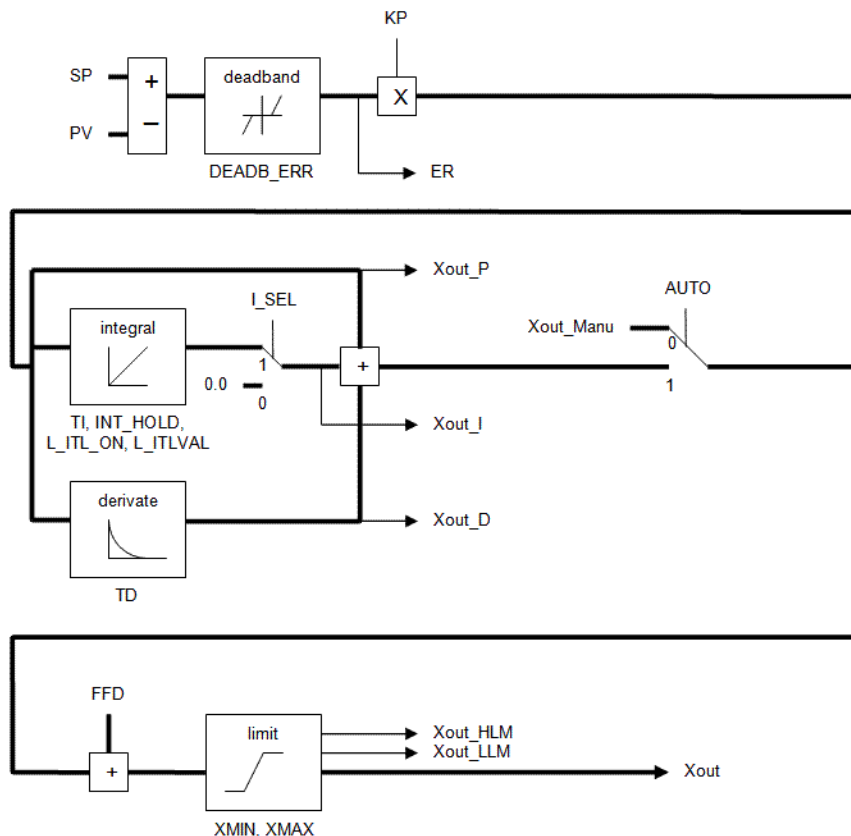 KP
SP
+
deadband
X
PV
−
DEADB_ERR
ER
Xout_P
I_SEL
AUTO
integral
Xout_Manu
0
1
+
0.0
0
1
TI, INT_HOLD,
L_ITL_ON, L_ITLVAL
Xout_I
derivate
Xout_D
TD
FFD
limit
Xout_HLM
Xout_LLM
+
Xout
XMIN, XMAX